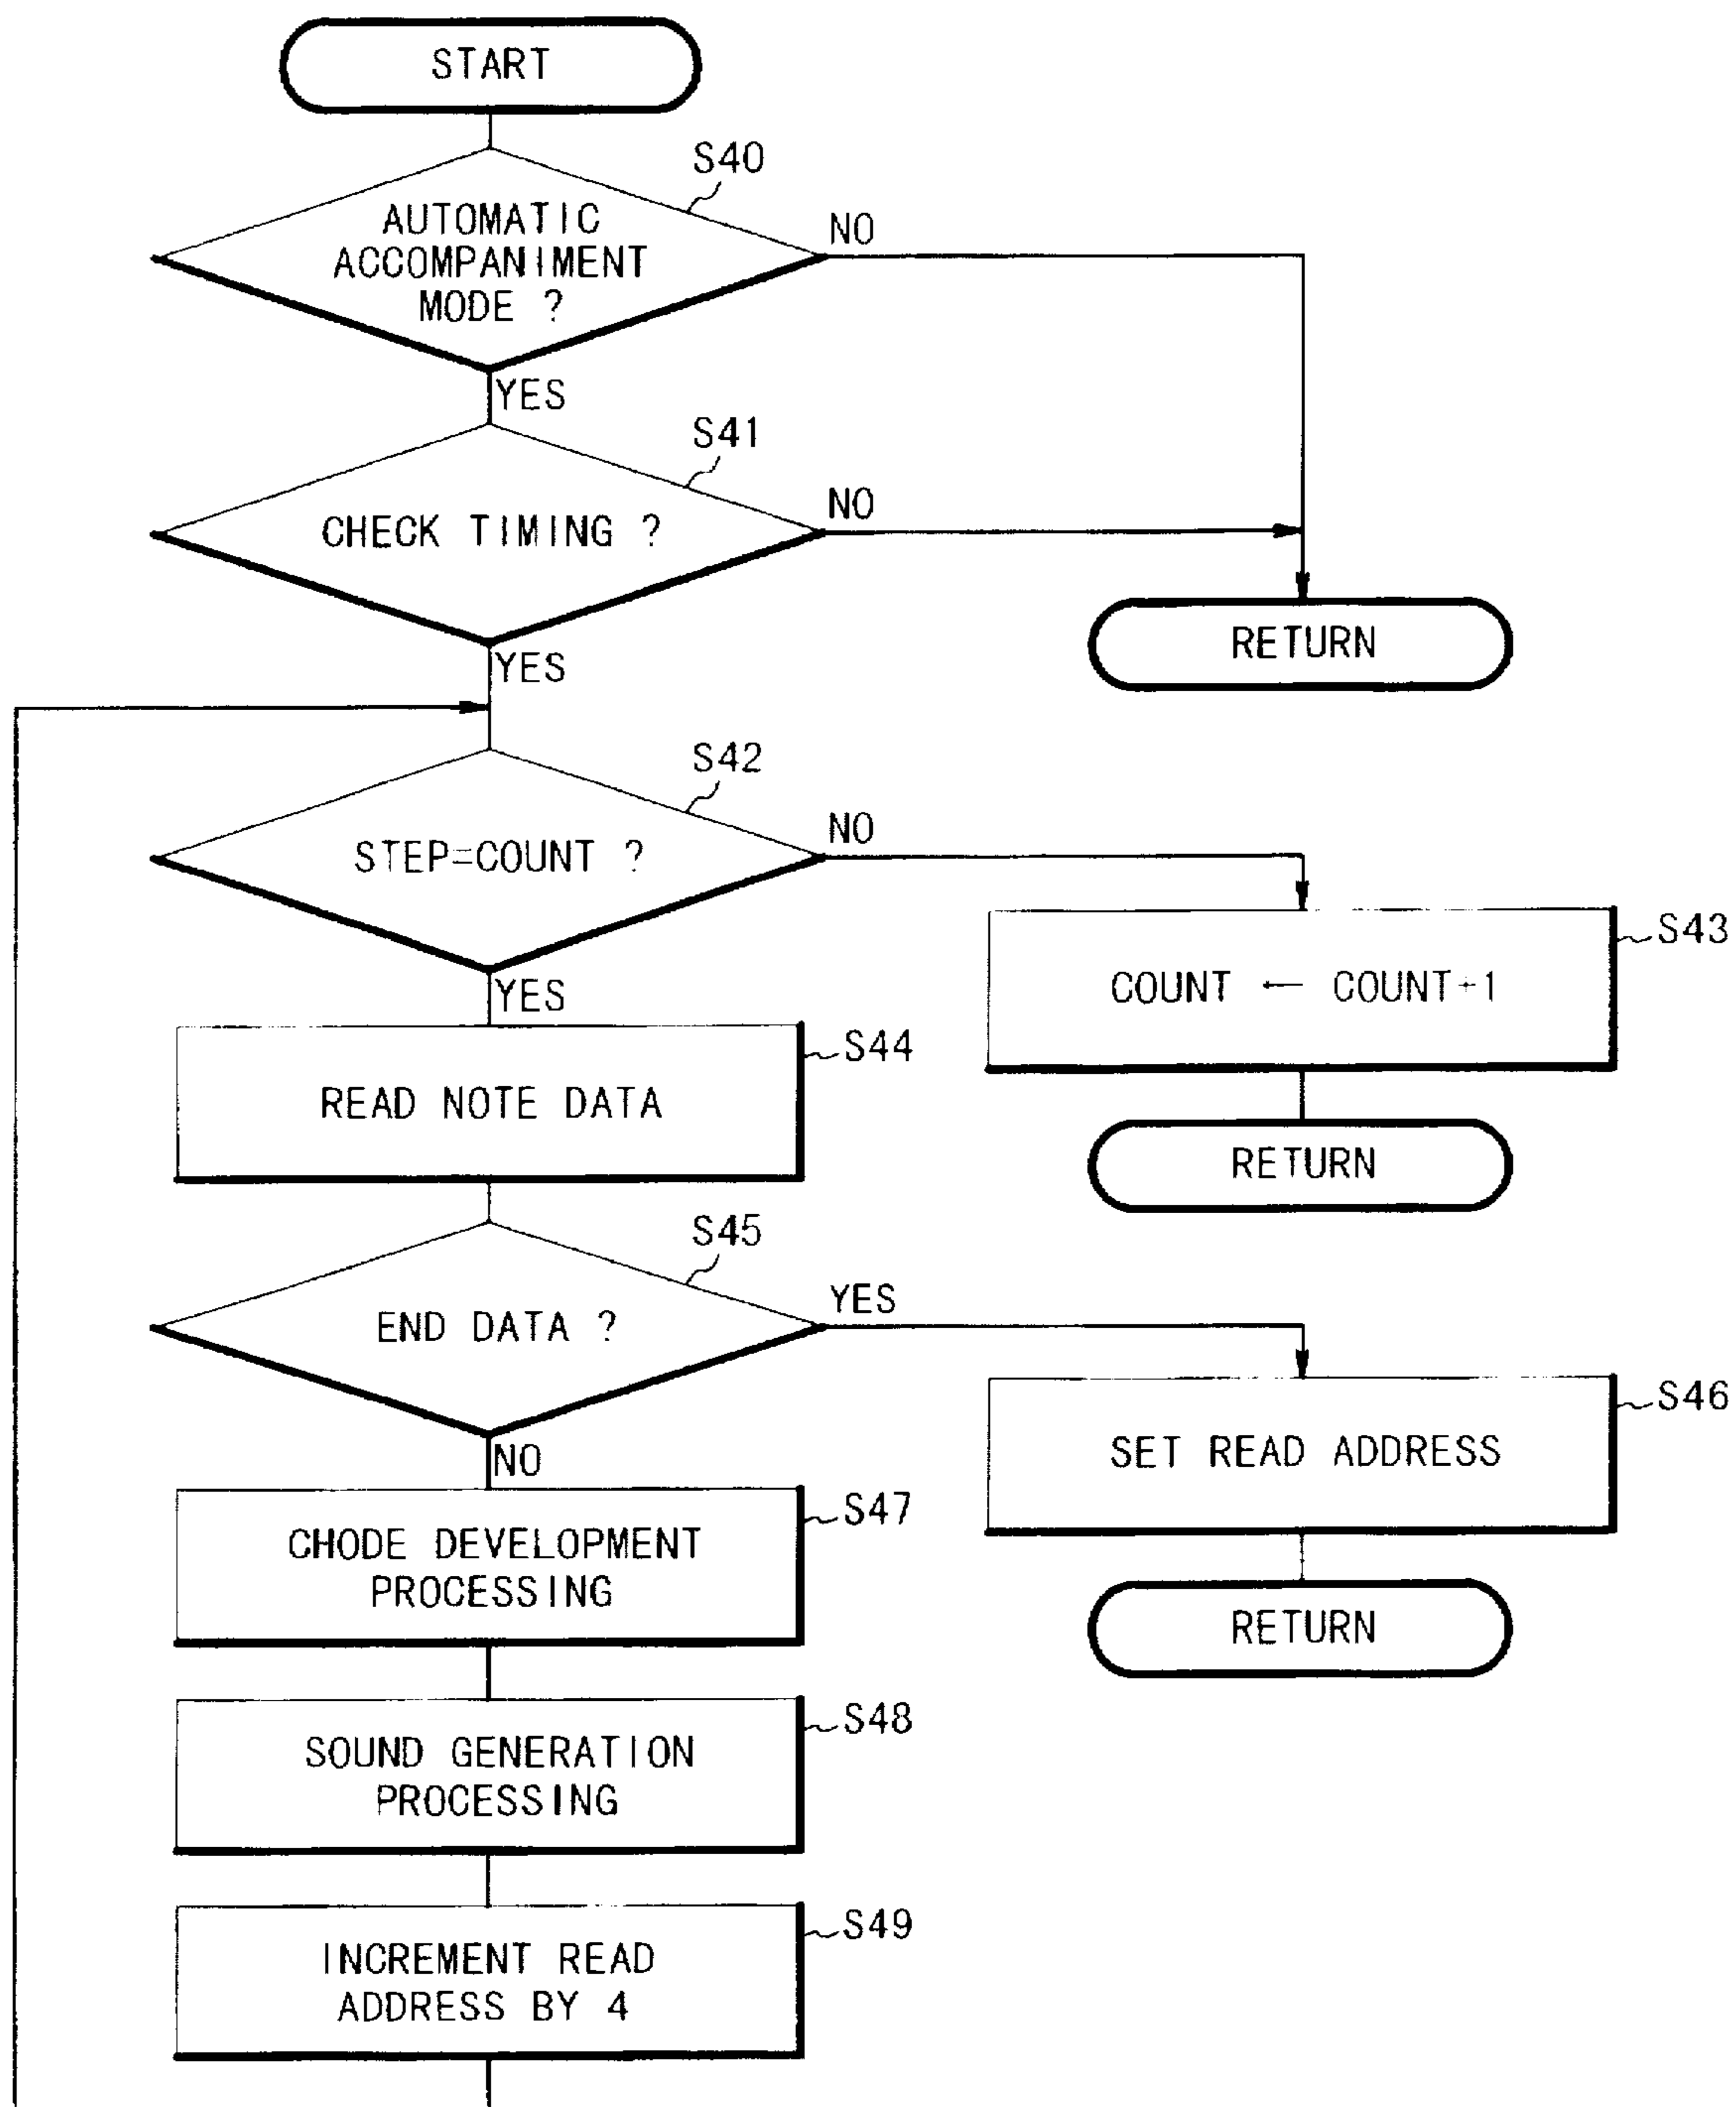 START
S40
AUTOMATIC
ACCOMPANIMENT
MODE ?
NO
YES
S41
CHECK TIMING ?
NO
RETURN
YES
S42
STEP=COUNT ?
NO
S43
COUNT ← COUNT+1
YES
S44
READ NOTE DATA
RETURN
S45
END DATA ?
YES
S46
SET READ ADDRESS
NO
S47
CHODE DEVELOPMENT
PROCESSING
RETURN
S48
SOUND GENERATION
PROCESSING
S49
INCREMENT READ
ADDRESS BY 4